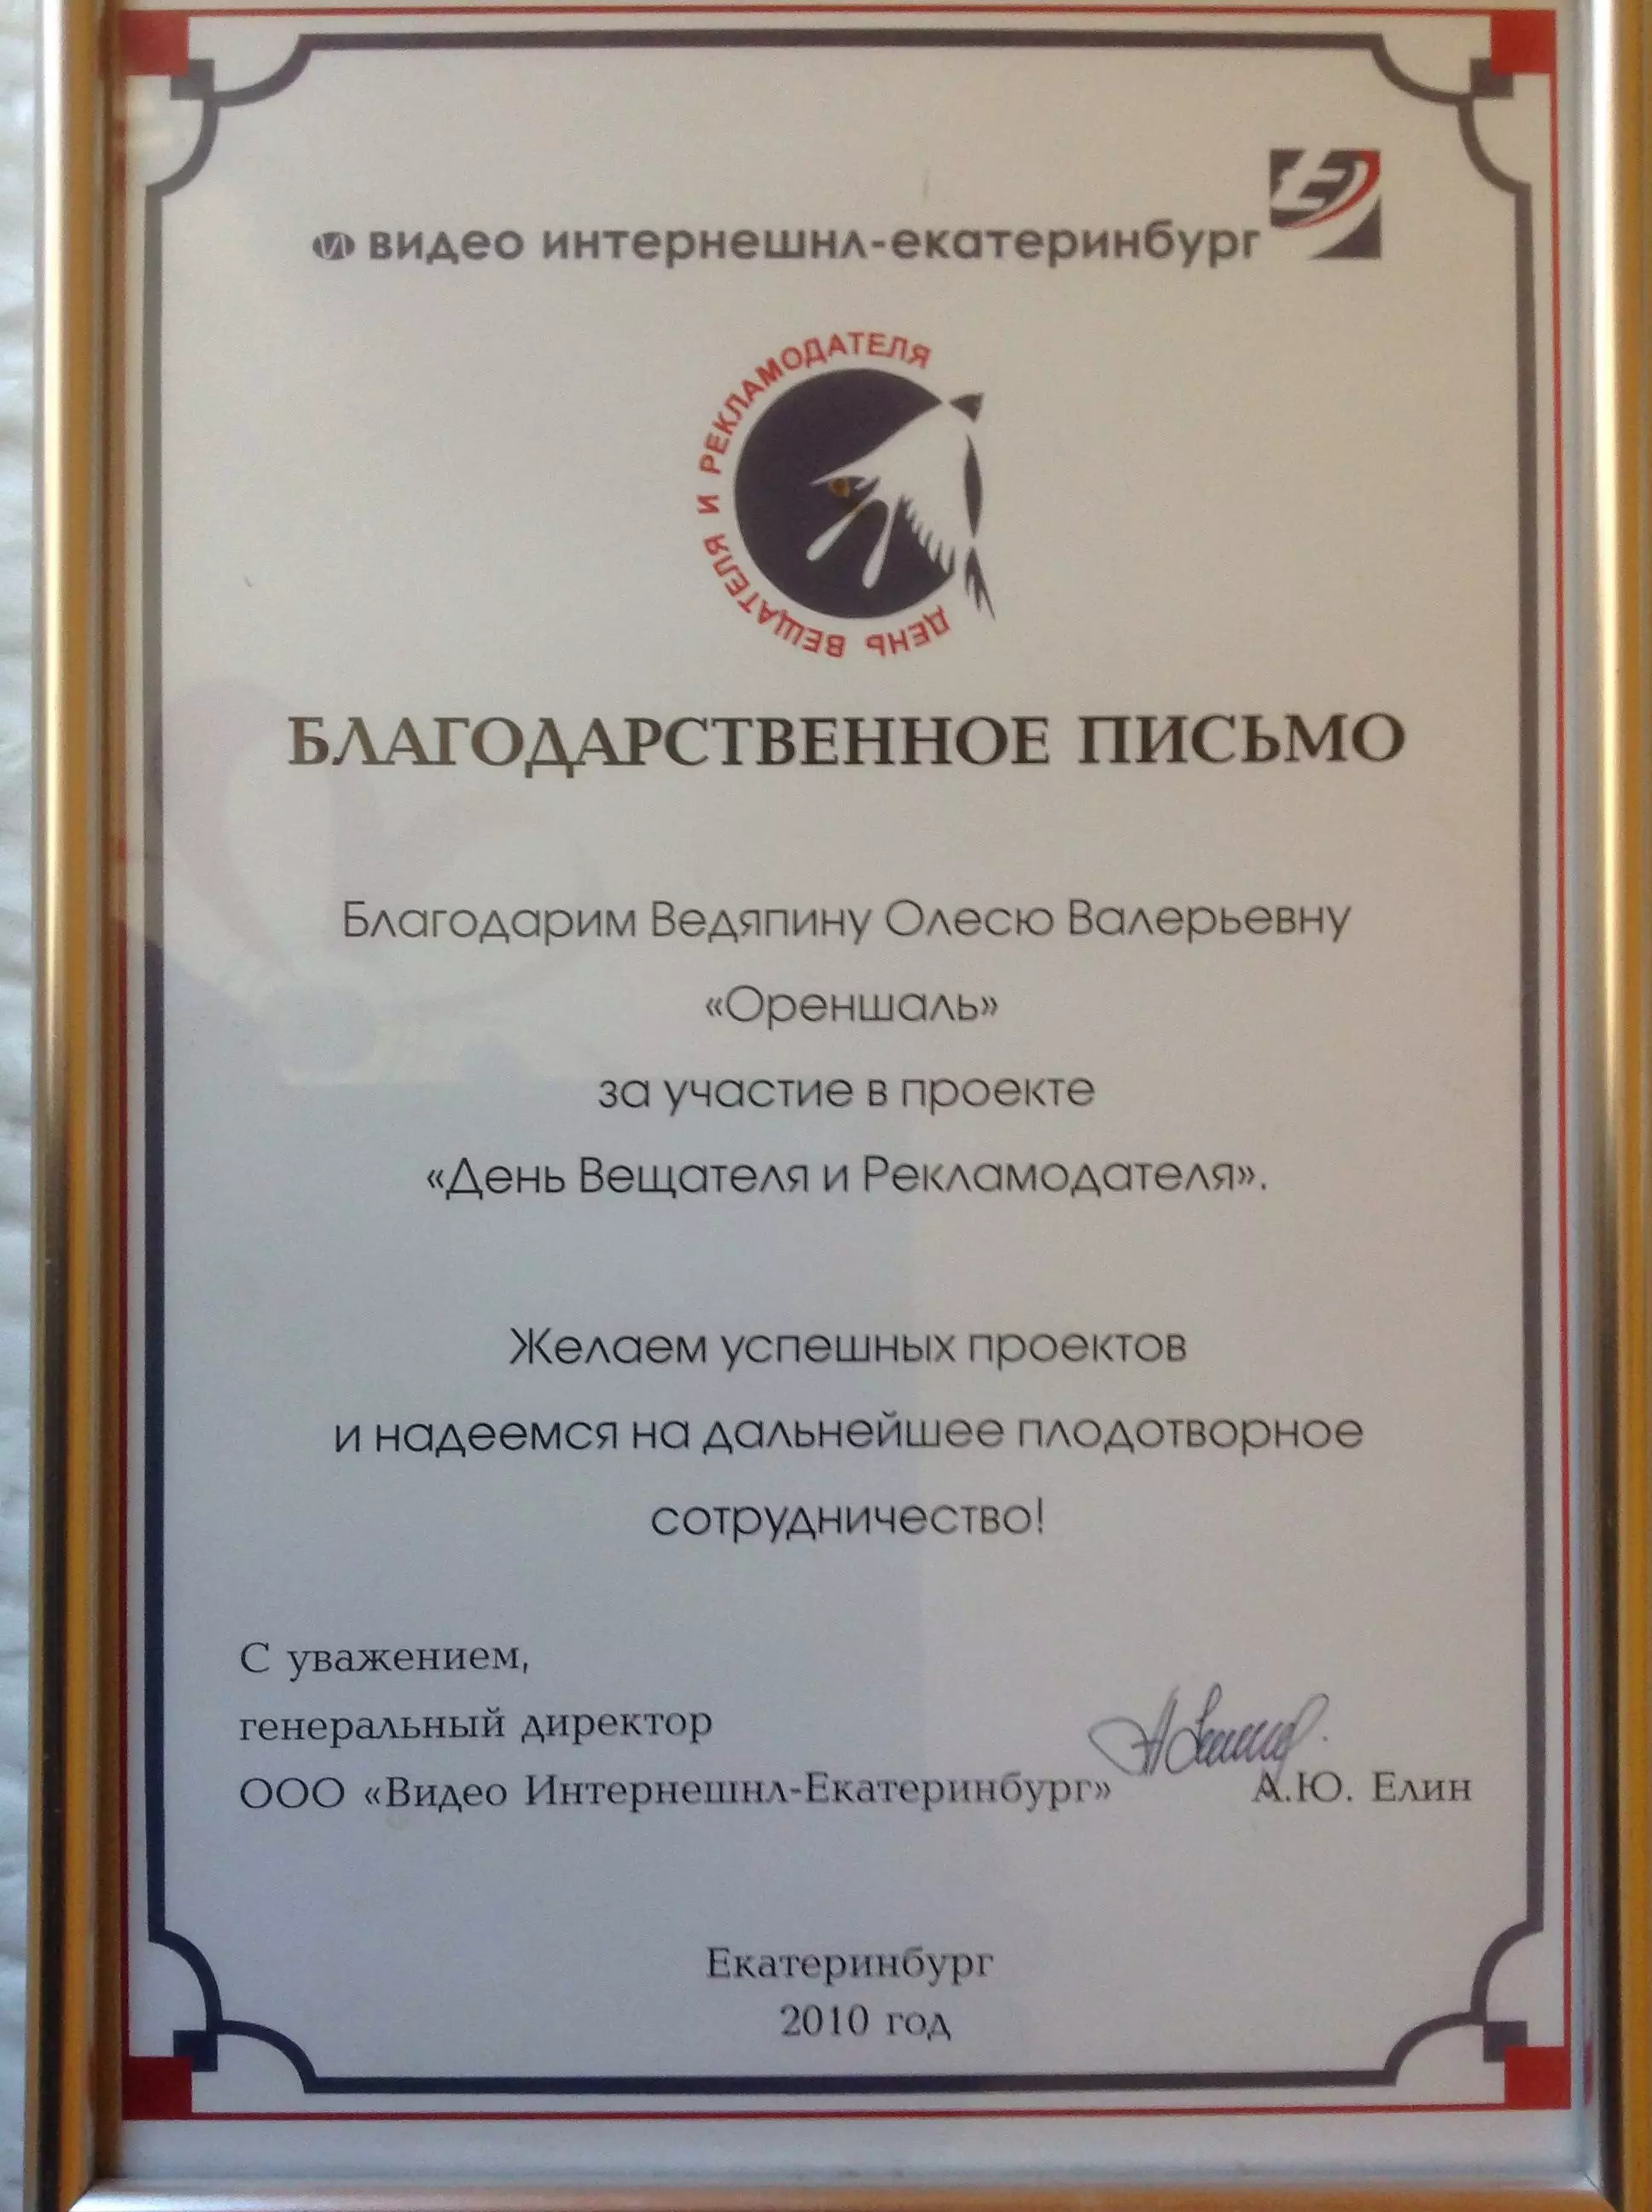 видео интернешнл-екатеринбург
ДЕНЬ ВЕЩАТЕЛЯ И РЕКЛАМОДАТЕЛЯ
БЛАГОДАРСТВЕННОЕ ПИСЬМО
Благодарим Ведяпину Олесю Валерьевну
«Ореншаль»
за участие в проекте
«День Вещателя и Рекламодателя».
Желаем успешных проектов
и надеемся на дальнейшее плодотворное
сотрудничество!
С уважением,
генеральный директор
ООО «Видео Интернешнл-Екатеринбург» А.Ю. Елин
Екатеринбург
2010 год